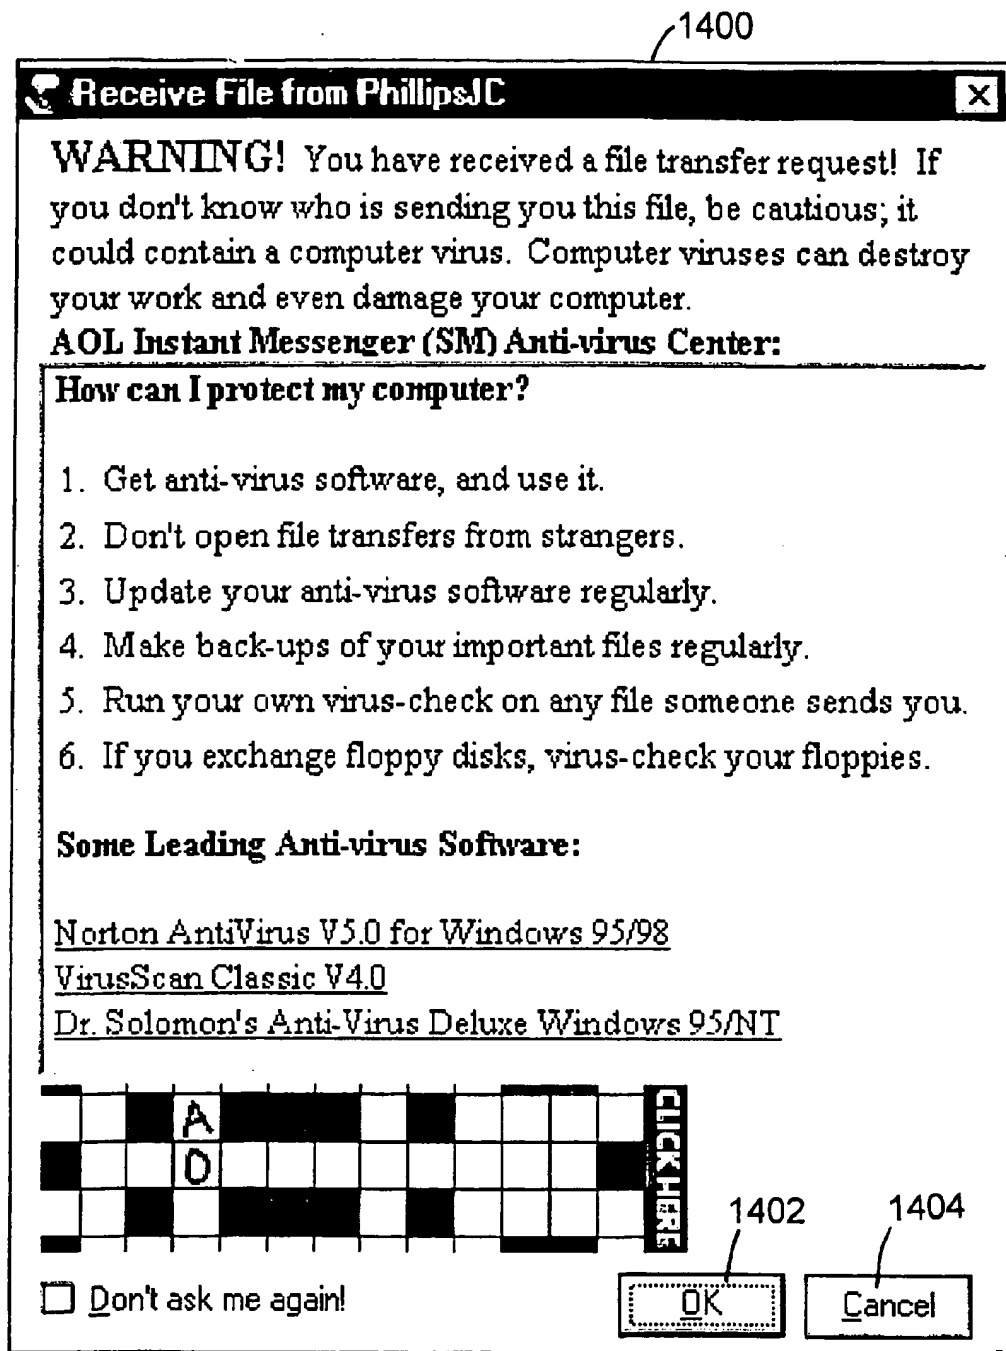 1400
Receive File from PhillipsJC
WARNING! You have received a file transfer request! If
you don't know who is sending you this file, be cautious; it
could contain a computer virus. Computer viruses can destroy
your work and even damage your computer.
AOL Instant Messenger (SM) Anti-virus Center:
How can I protect my computer?
1. Get anti-virus software, and use it.
2. Don't open file transfers from strangers.
3. Update your anti-virus software regularly.
4. Make back-ups of your important files regularly.
5. Run your own virus-check on any file someone sends you.
6. If you exchange floppy disks, virus-check your floppies.
Some Leading Anti-virus Software:
Norton AntiVirus V5.0 for Windows 95/98
VirusScan Classic V4.0
Dr. Solomon's Anti-Virus Deluxe Windows 95/NT
A
O
CLICK HERE
1402
1404
Don't ask me again!
OK
Cancel